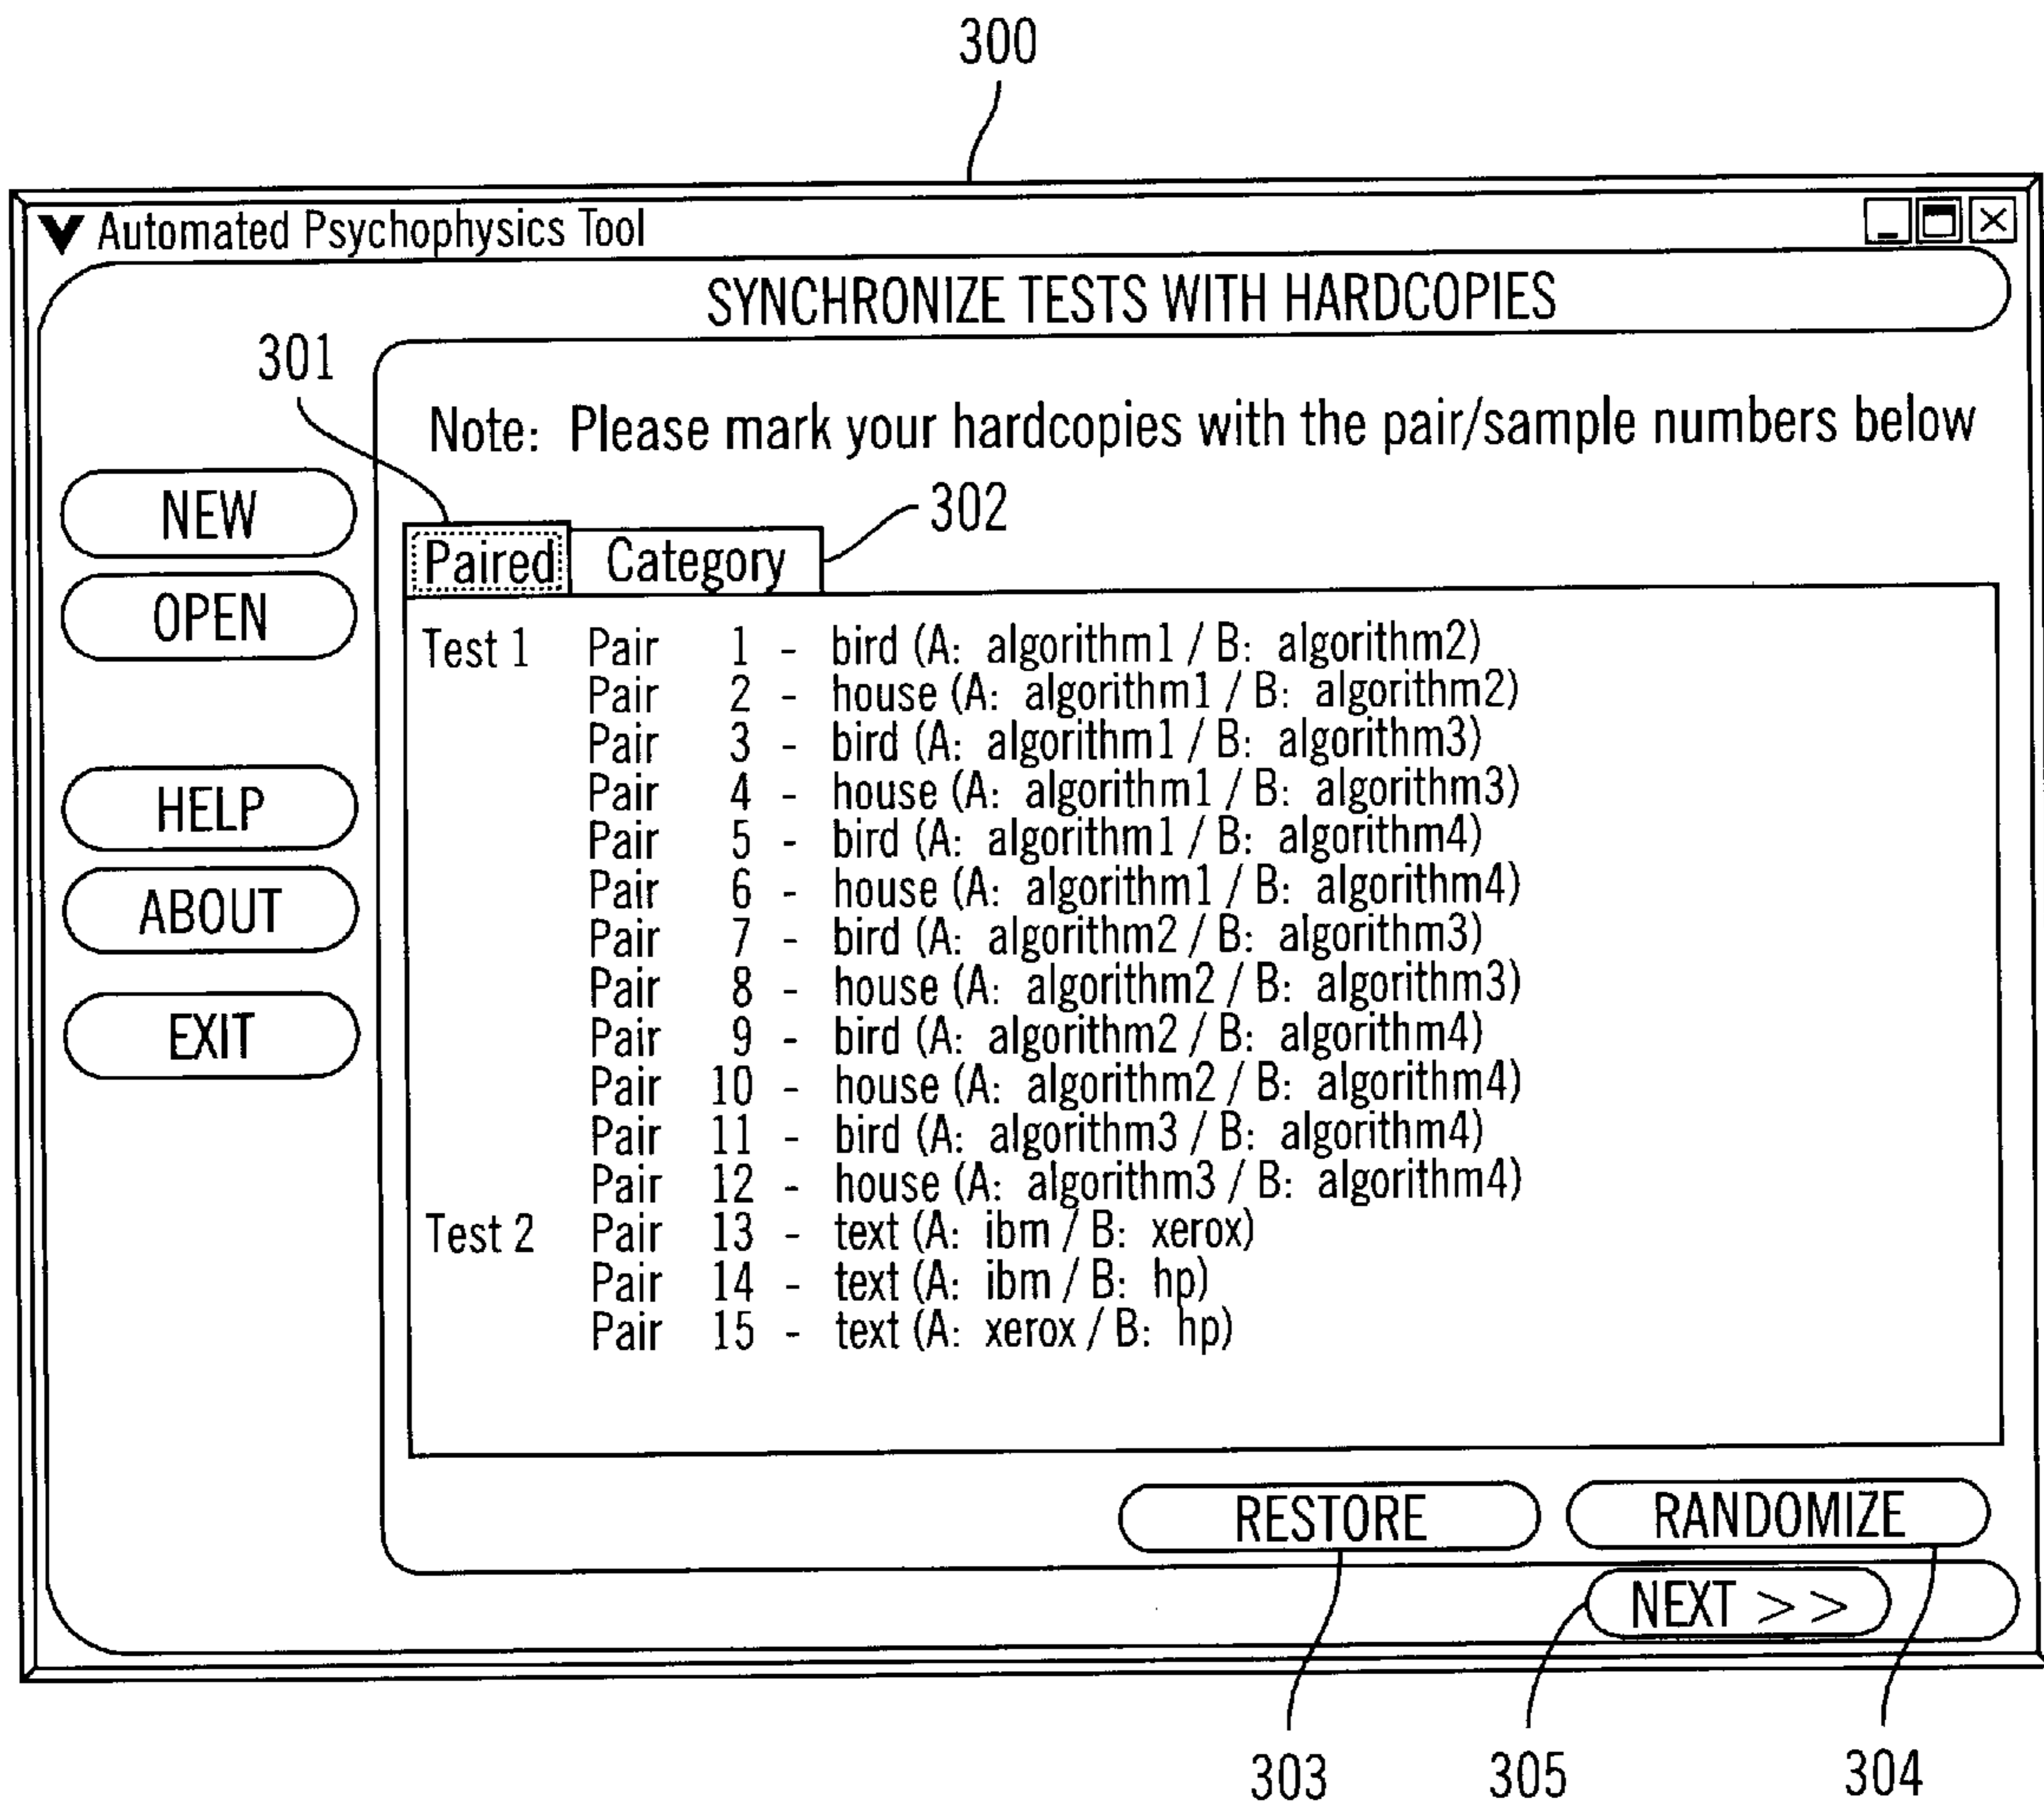 300
Automated Psychophysics Tool
SYNCHRONIZE TESTS WITH HARDCOPIES
301
Note: Please mark your hardcopies with the pair/sample numbers below
302
NEW
OPEN
HELP
ABOUT
EXIT
Paired Category
Test 1 Pair 1 - bird (A: algorithm1 / B: algorithm2)
Pair 2 - house (A: algorithm1 / B: algorithm2)
Pair 3 - bird (A: algorithm1 / B: algorithm3)
Pair 4 - house (A: algorithm1 / B: algorithm3)
Pair 5 - bird (A: algorithm1 / B: algorithm4)
Pair 6 - house (A: algorithm1 / B: algorithm4)
Pair 7 - bird (A: algorithm2 / B: algorithm3)
Pair 8 - house (A: algorithm2 / B: algorithm3)
Pair 9 - bird (A: algorithm2 / B: algorithm4)
Pair 10 - house (A: algorithm2 / B: algorithm4)
Pair 11 - bird (A: algorithm3 / B: algorithm4)
Pair 12 - house (A: algorithm3 / B: algorithm4)
Test 2 Pair 13 - text (A: ibm / B: xerox)
Pair 14 - text (A: ibm / B: hp)
Pair 15 - text (A: xerox / B: hp)
RESTORE RANDOMIZE
NEXT >>
303 305 304